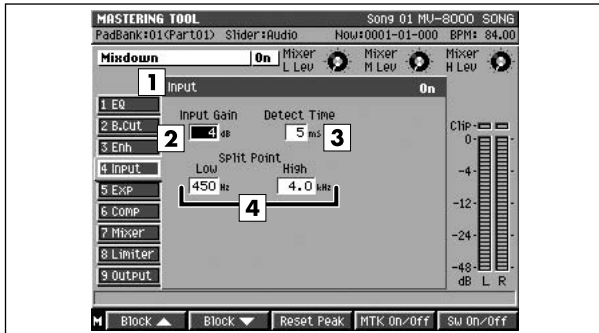 MASTERING TOOL Song 01 MV-8000 SONG
PadBank:01(Part01) Slider:Audio Now:0001-01-000 BPM: 84.00
Mixdown On Mixer L Lev Mixer M Lev Mixer H Lev
1 Input On
1 EQ
2 B.Cut
3 Enh
4 Input
5 Exp
6 Comp
7 Mixer
8 Limiter
9 Output
Input Gain Detect Time
2 4 dB 5 mS 3
Split Point
Low High
450 Hz 4.0 kHz
4
Clip
0
-4
-12
-24
-48
dB L R
M Block ▲ Block ▼ Reset Peak MTK On/Off Sw On/Off